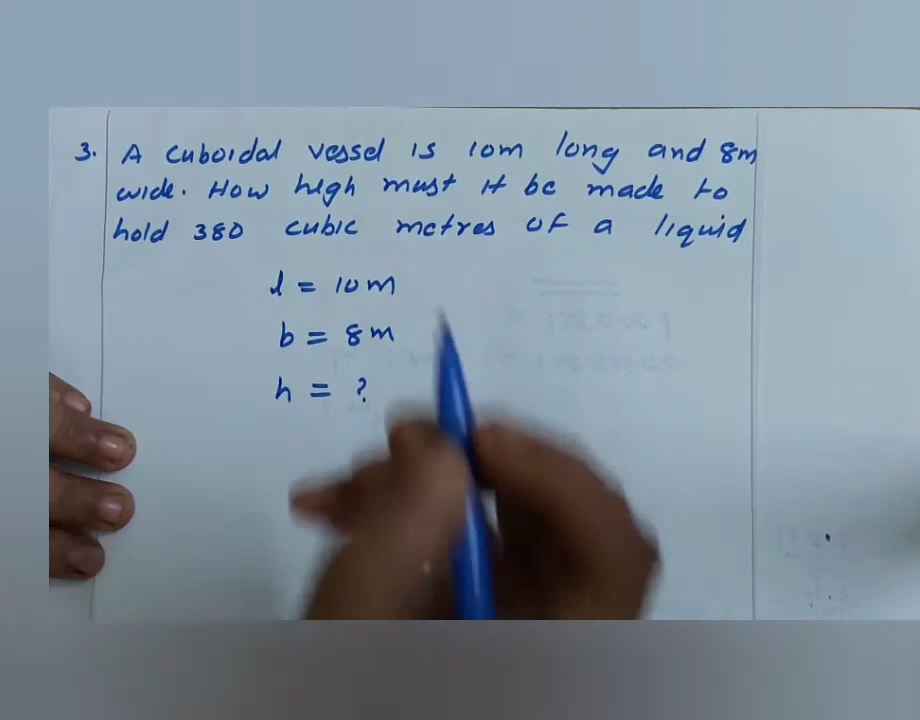 3. A cuboidal vessel is 10m long and 8m
wide. How high must it be made to
hold 380 cubic metres of a liquid
l = 10m
b = 8m
h = ?